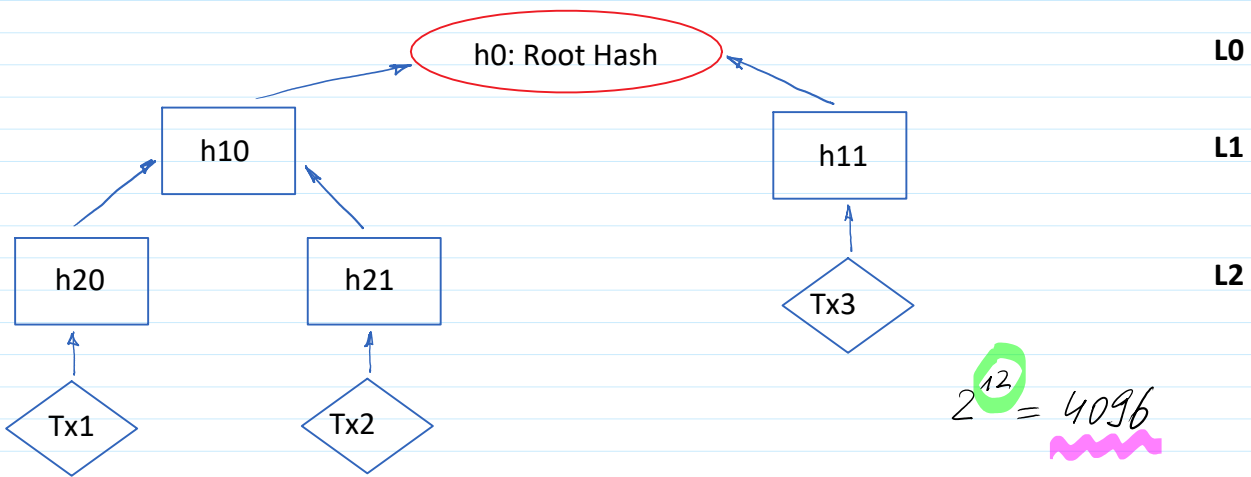 h0: Root Hash
L0
h10
h11
L1
h20
h21
L2
Tx3
Tx1
Tx2
2^12 = 4096